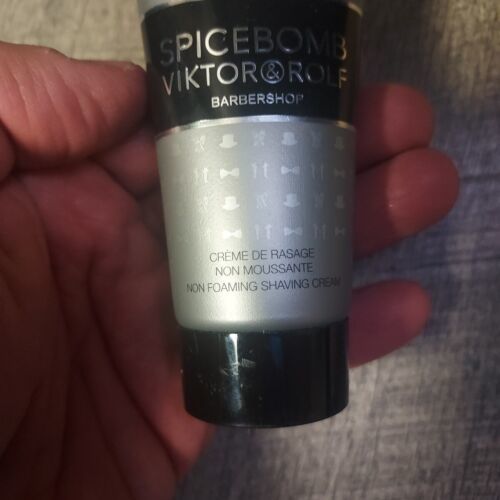 SPICEBOMB
VIKTOR&ROLF
BARBERSHOP
CRÈME DE RASAGE
NON MOUSSANTE
NON FOAMING SHAVING CREAM